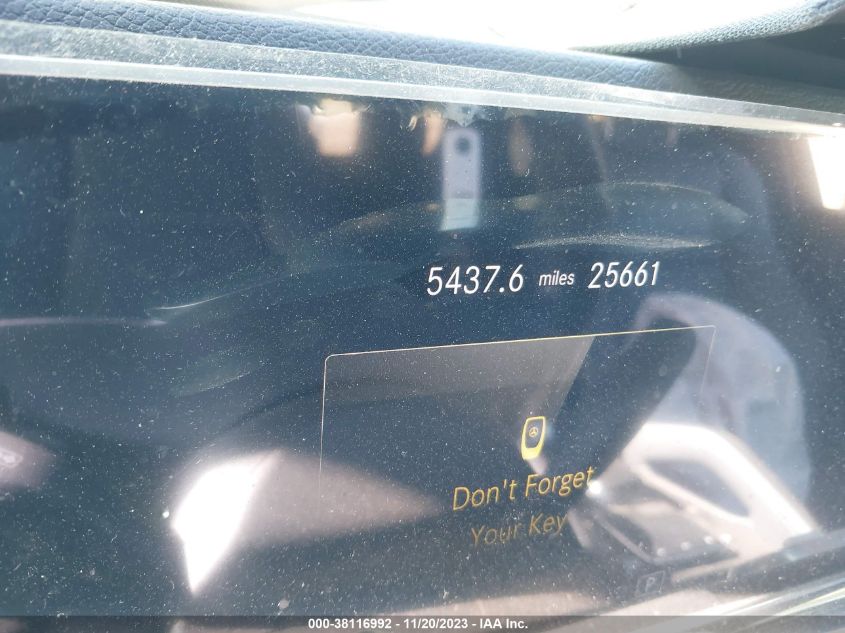 5437.6 miles 25661
Don't Forget
Your Key
P
000-38116992 - 11/20/2023 - IAA Inc.